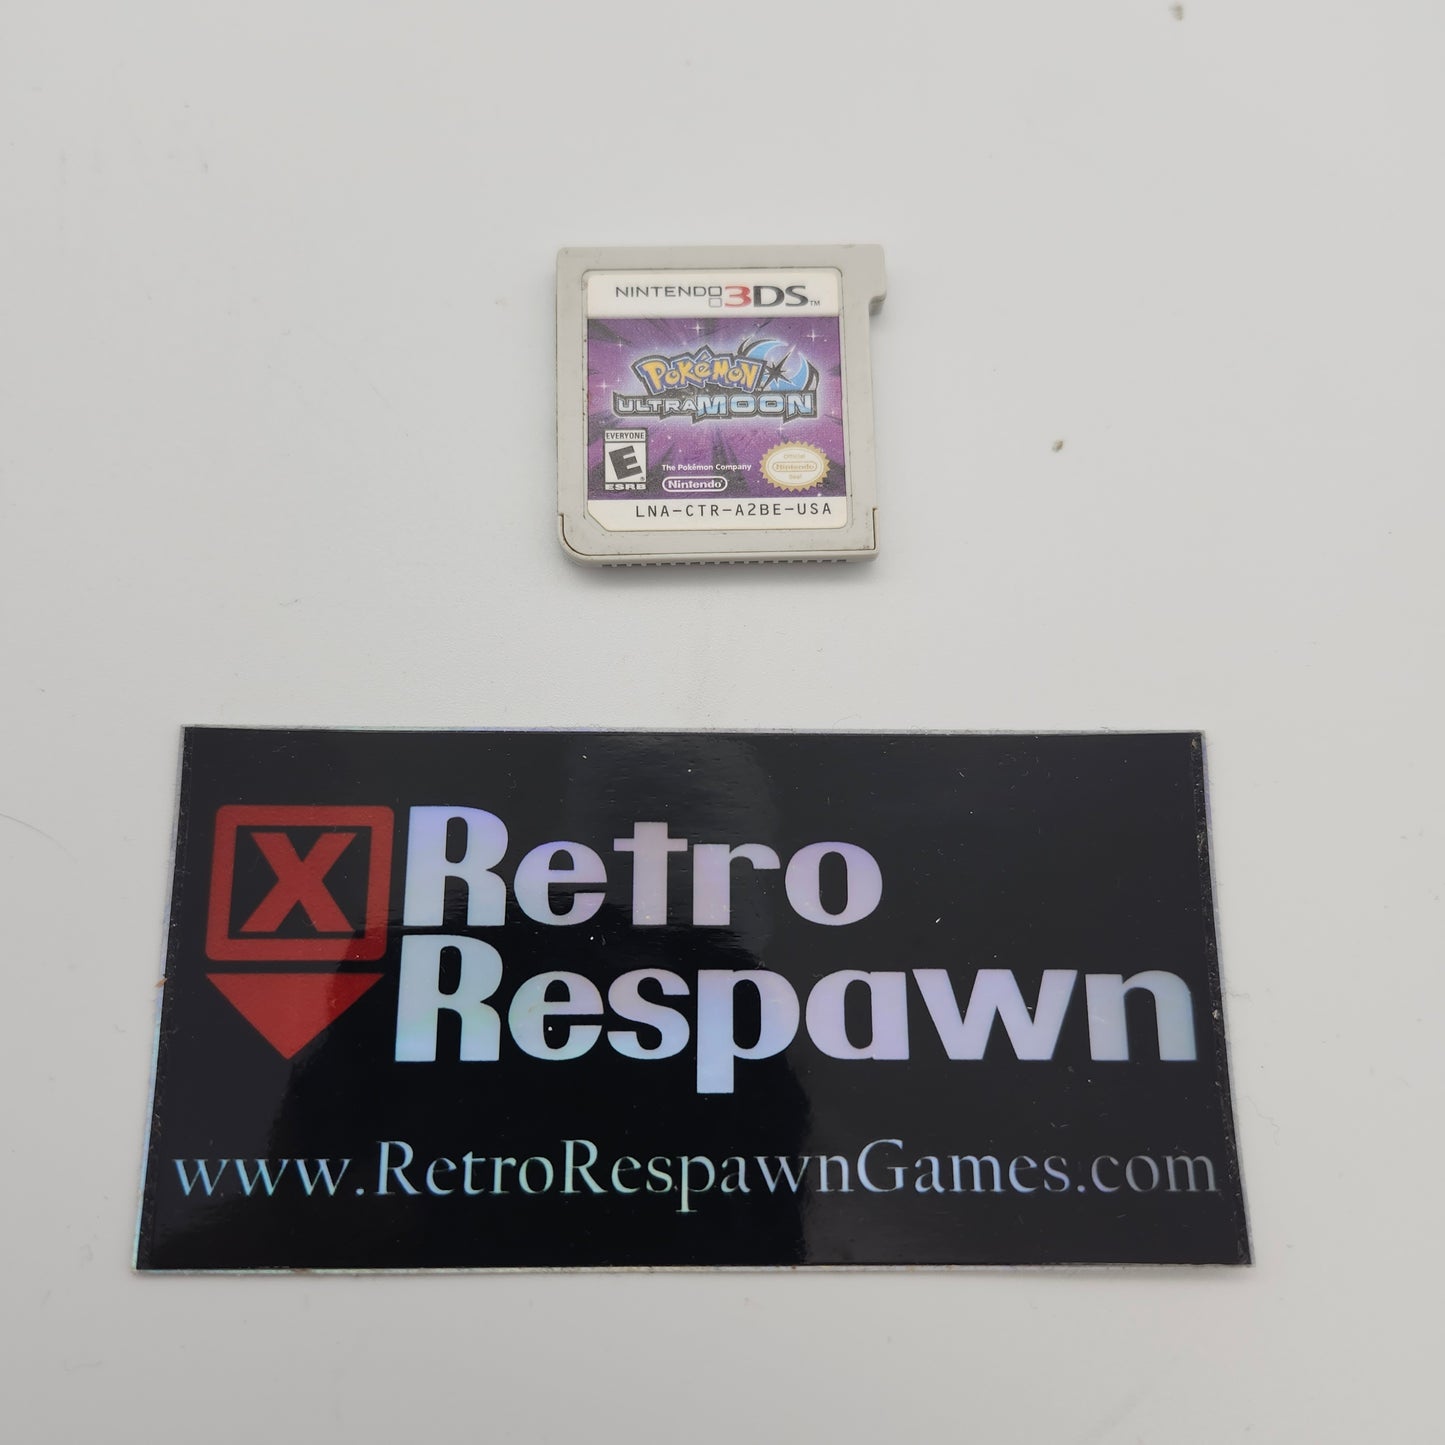 NINTENDO 3DS™
POKéMON
ULTRA MOON
EVERYONE
E
ESRB
The Pokémon Company
Nintendo
Official
Nintendo
Seal
LNA-CTR-A2BE-USA
X Retro
Respawn
www.RetroRespawnGames.com